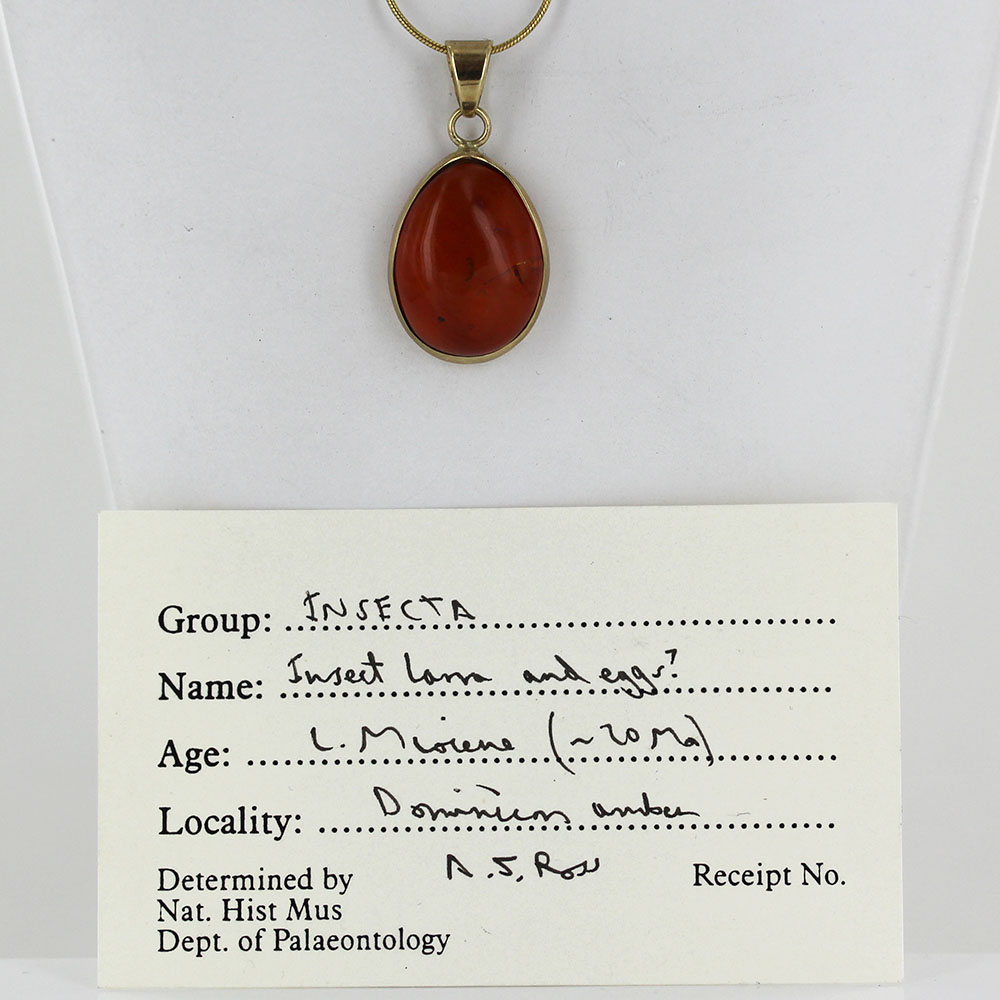 Group: INSECTA
Name: Insect larva and eggs?
Age: L. Miocene (~20 Ma)
Locality: Dominican amber
Determined by A. J. Ross Receipt No.
Nat. Hist Mus
Dept. of Palaeontology